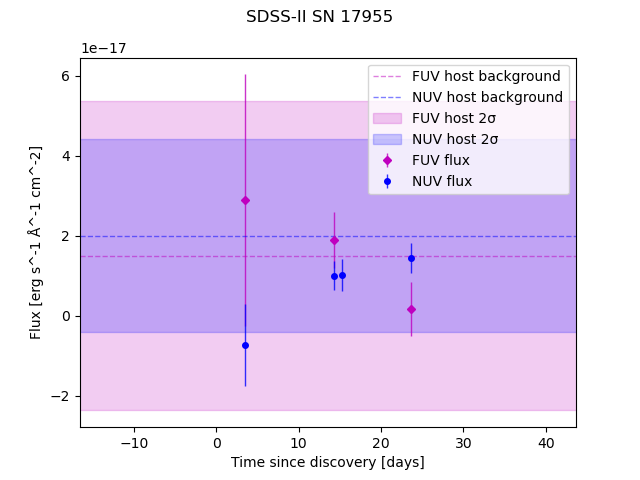 SDSS-II SN 17955
1e−17
FUV host background
NUV host background
FUV host 2σ
NUV host 2σ
FUV flux
NUV flux
6
4
2
0
−2
Flux [erg s^-1 Å^-1 cm^-2]
−10
0
10
20
30
40
Time since discovery [days]